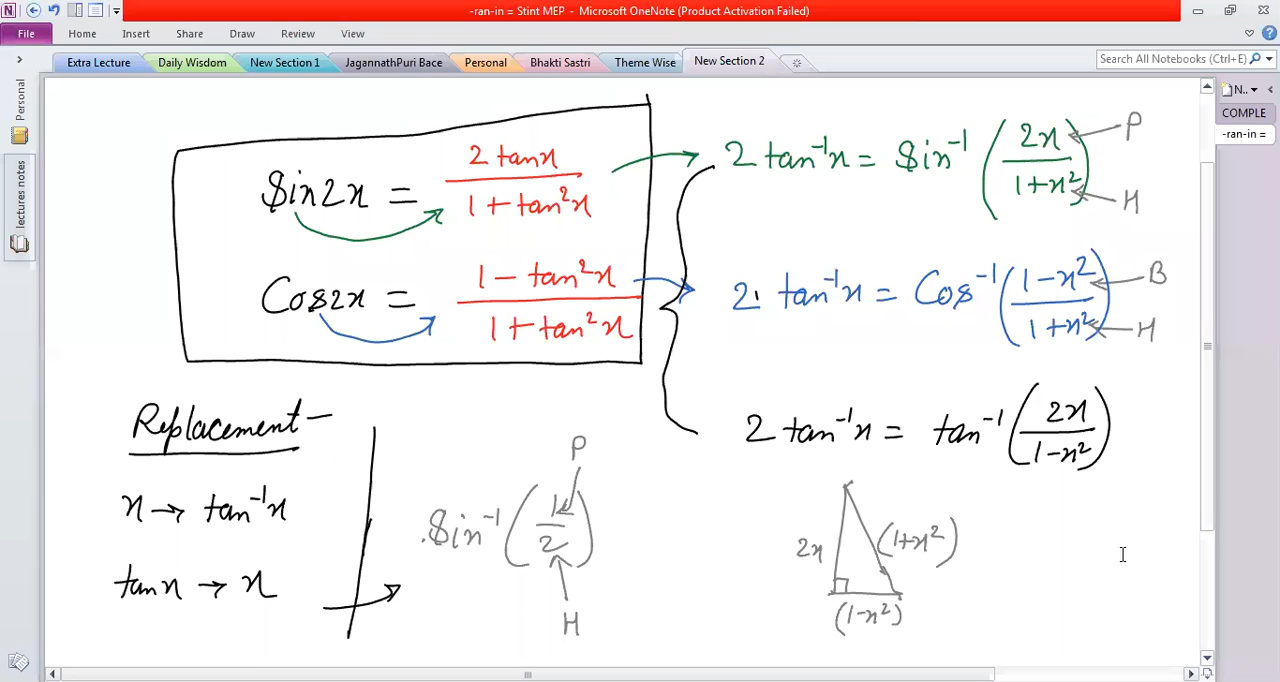 -ran-in = Stint MEP - Microsoft OneNote (Product Activation Failed)
File Home Insert Share Draw Review View
Extra Lecture Daily Wisdom New Section 1 JagannathPuri Bace Personal Bhakti Sastri Theme Wise New Section 2
Search All Notebooks (Ctrl+E)
N..
COMPLE
-ran-in =
Personal
lectures notes
Sin2x = 2 tanx / 1 + tan²x
Cos2x = 1 - tan²x / 1 + tan²x
2 tan⁻¹x = Sin⁻¹ (2x / 1+x²)
P
H
2. tan⁻¹x = Cos⁻¹ (1-x² / 1+x²)
B
H
2 tan⁻¹x = tan⁻¹ (2x / 1-x²)
Replacement -
x → tan⁻¹x
tanx → x
P
.Sin⁻¹ (1 / 2)
H
2x
(1+x²)
(1-x²)